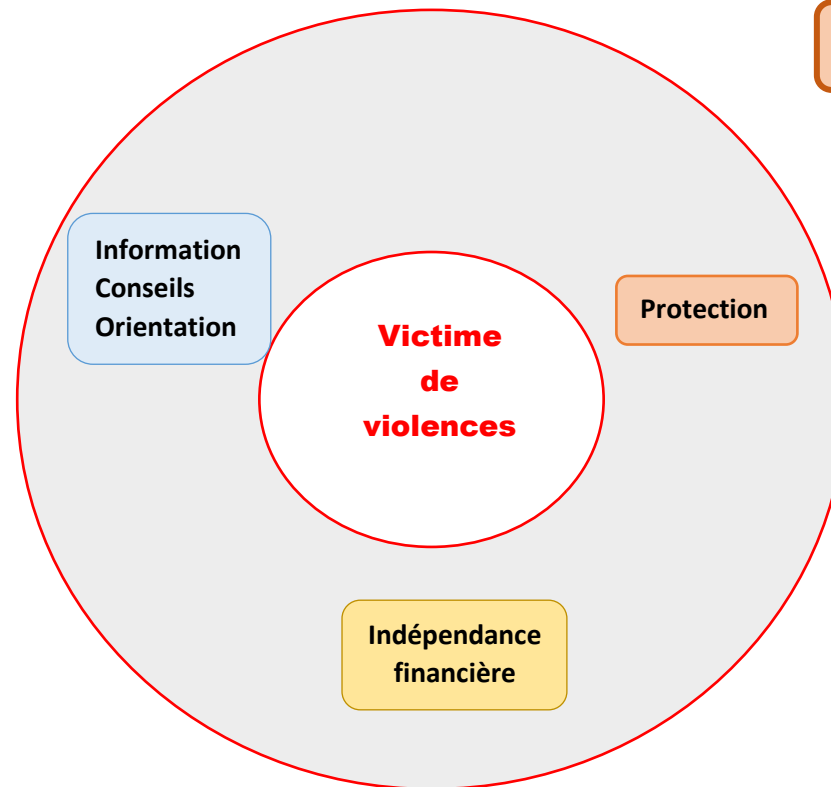 Information
Conseils
Orientation
Protection
Victime
de
violences
Indépendance
financière